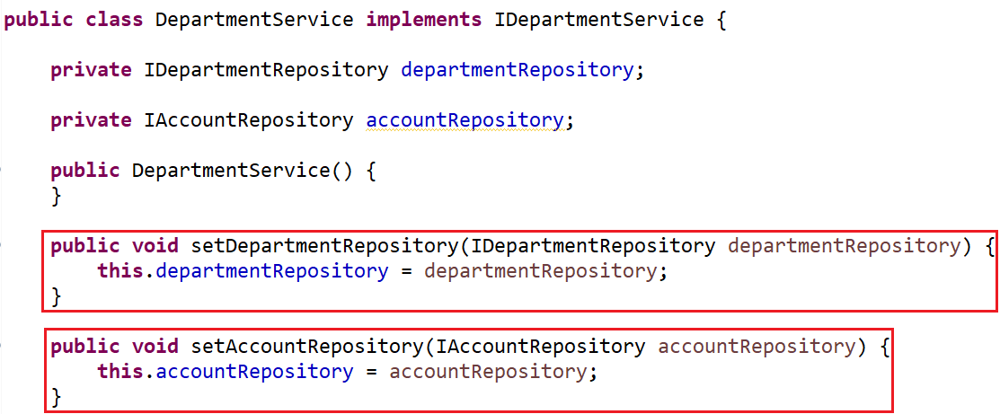 public class DepartmentService implements IDepartmentService {
private IDepartmentRepository departmentRepository;
private IAccountRepository accountRepository;
public DepartmentService() {
}
public void setDepartmentRepository(IDepartmentRepository departmentRepository) {
this.departmentRepository = departmentRepository;
}
public void setAccountRepository(IAccountRepository accountRepository) {
this.accountRepository = accountRepository;
}